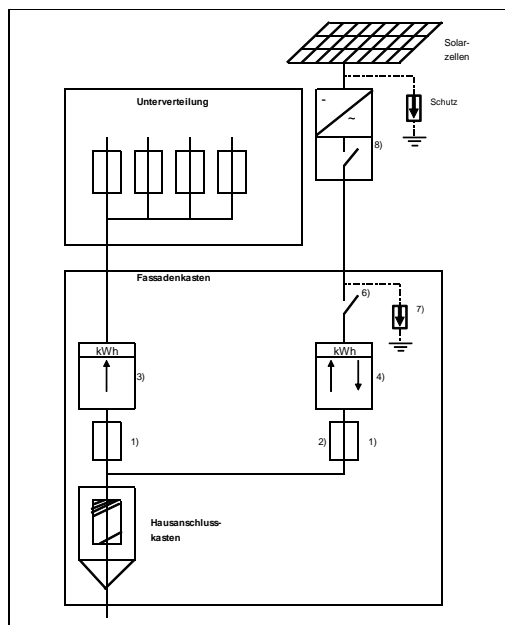 Solar-
zellen
Unterverteilung
Schutz
-
~
8)
Fassadenkasten
6)
7)
kWh
kWh
3)
4)
1)
2)
1)
Hausanschluss-
kasten